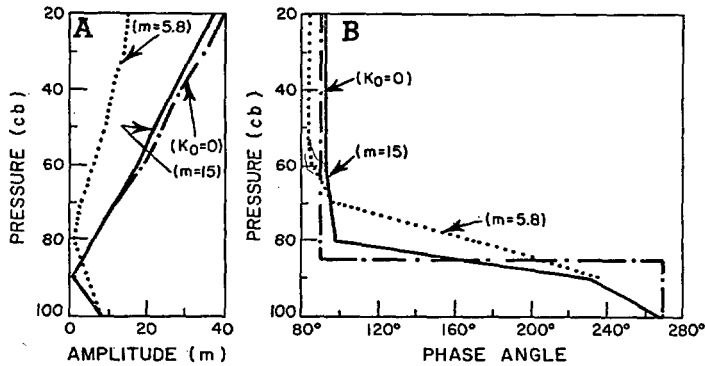 A
B
(m=5.8)
(K₀=0)
(m=15)
20
40
60
80
100
PRESSURE (cb)
0
20
40
AMPLITUDE (m)
(K₀=0)
(m=15)
(m=5.8)
20
40
60
80
100
PRESSURE (cb)
80° 120° 160° 200° 240° 280°
PHASE ANGLE